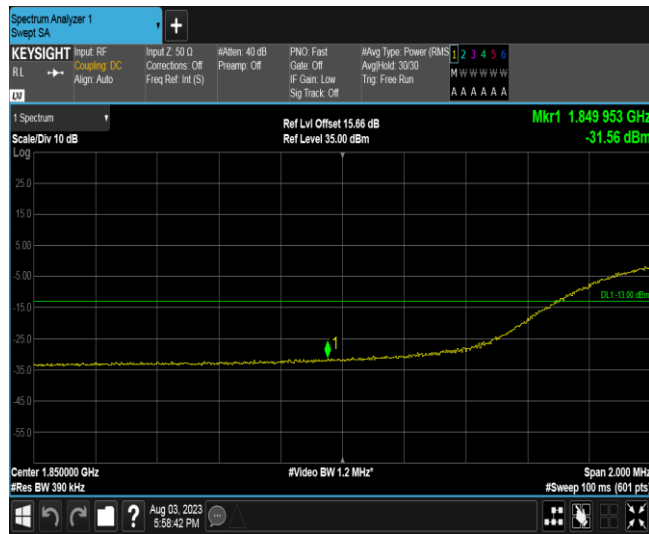 Spectrum Analyzer 1
Swept SA
+
KEYSIGHT
RL
LXI
Input: RF
Coupling: DC
Align: Auto
Input Z: 50 Ω
Corrections: Off
Freq Ref: Int (S)
#Atten: 40 dB
Preamp: Off
PNO: Fast
Gate: Off
IF Gain: Low
Sig Track: Off
#Avg Type: Power (RMS
Avg|Hold: 30/30
Trig: Free Run
1 2 3 4 5 6
M W W W W W
A A A A A A
1 Spectrum
Scale/Div 10 dB
Log
Ref Lvl Offset 15.66 dB
Ref Level 35.00 dBm
Mkr1 1.849 953 GHz
-31.56 dBm
25.0
15.0
5.00
-5.00
-15.0
-25.0
-35.0
-45.0
-55.0
DL1 -13.00 dBm
1
Center 1.850000 GHz
#Res BW 390 kHz
#Video BW 1.2 MHz*
Span 2.000 MHz
#Sweep 100 ms (601 pts
?
Aug 03, 2023
5:58:42 PM